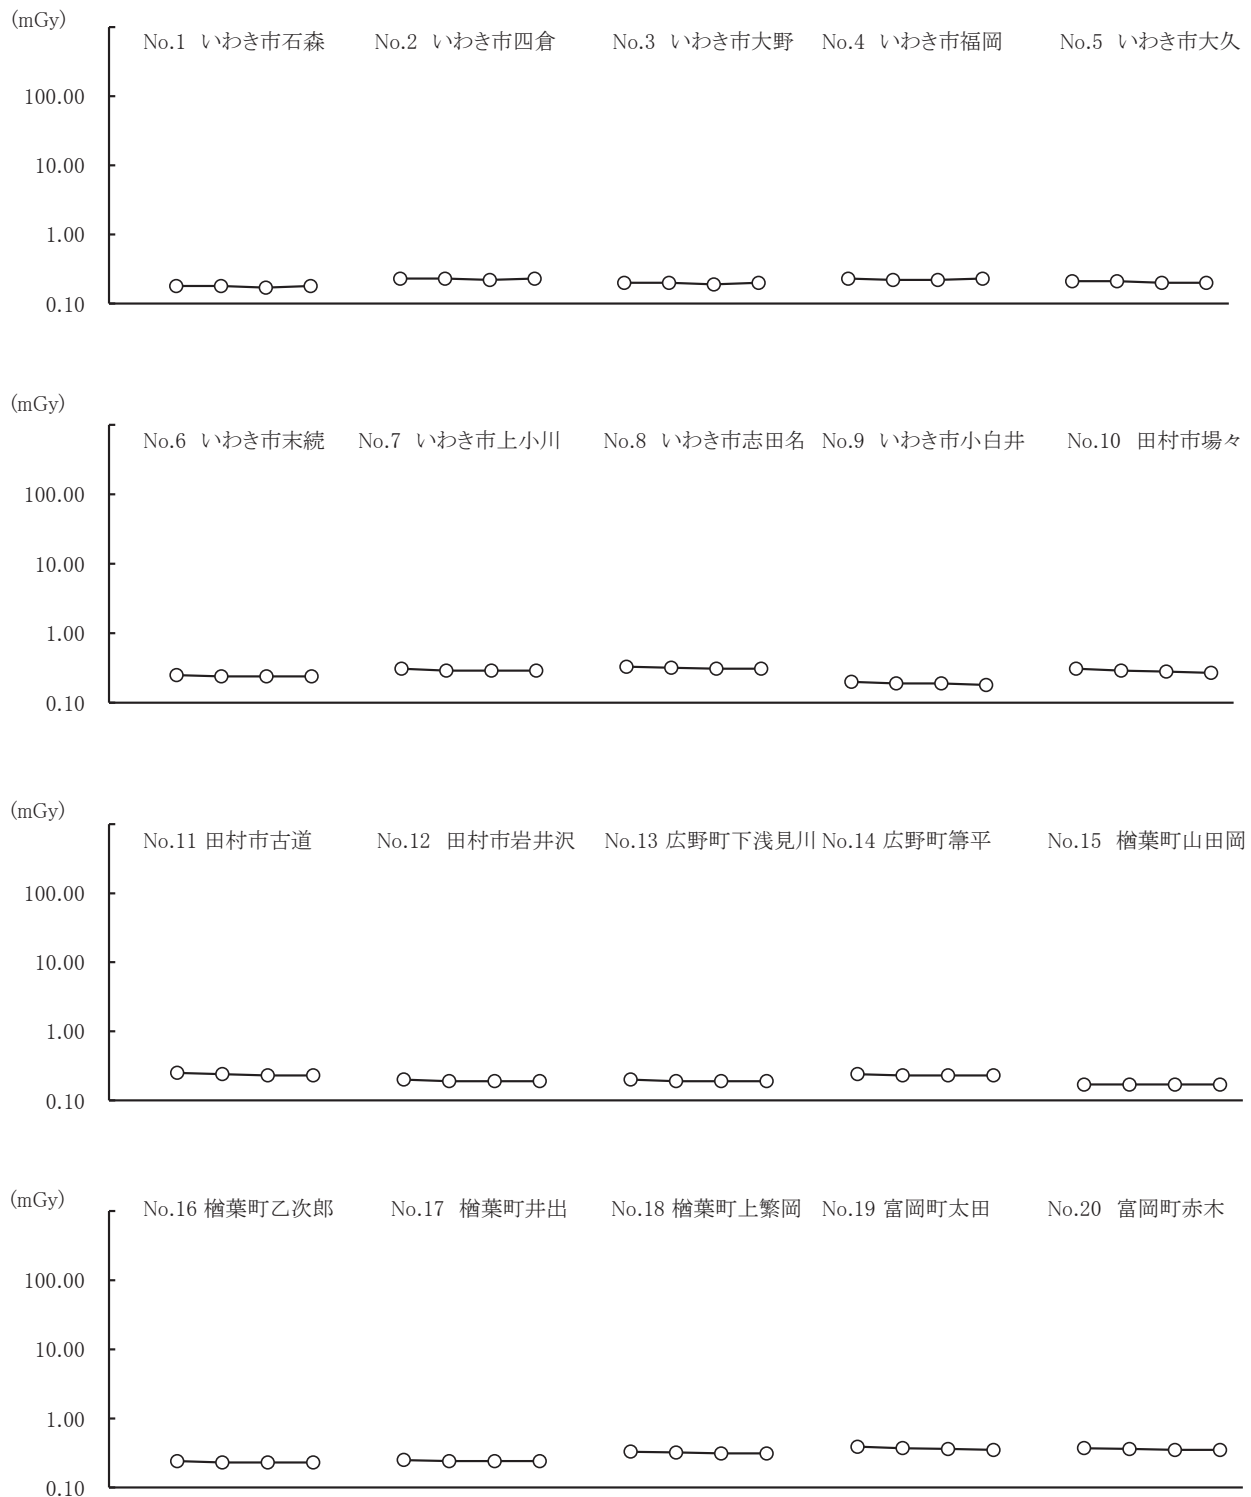 (mGy)
No.1 いわき市石森 No.2 いわき市四倉 No.3 いわき市大野 No.4 いわき市福岡 No.5 いわき市大久
100.00
10.00
1.00
0.10
(mGy)
No.6 いわき市末続 No.7 いわき市上小川 No.8 いわき市志田名 No.9 いわき市小白井 No.10 田村市場々
100.00
10.00
1.00
0.10
(mGy)
No.11 田村市古道 No.12 田村市岩井沢 No.13 広野町下浅見川 No.14 広野町箒平 No.15 楢葉町山田岡
100.00
10.00
1.00
0.10
(mGy)
No.16 楢葉町乙次郎 No.17 楢葉町井出 No.18 楢葉町上繁岡 No.19 富岡町太田 No.20 富岡町赤木
100.00
10.00
1.00
0.10